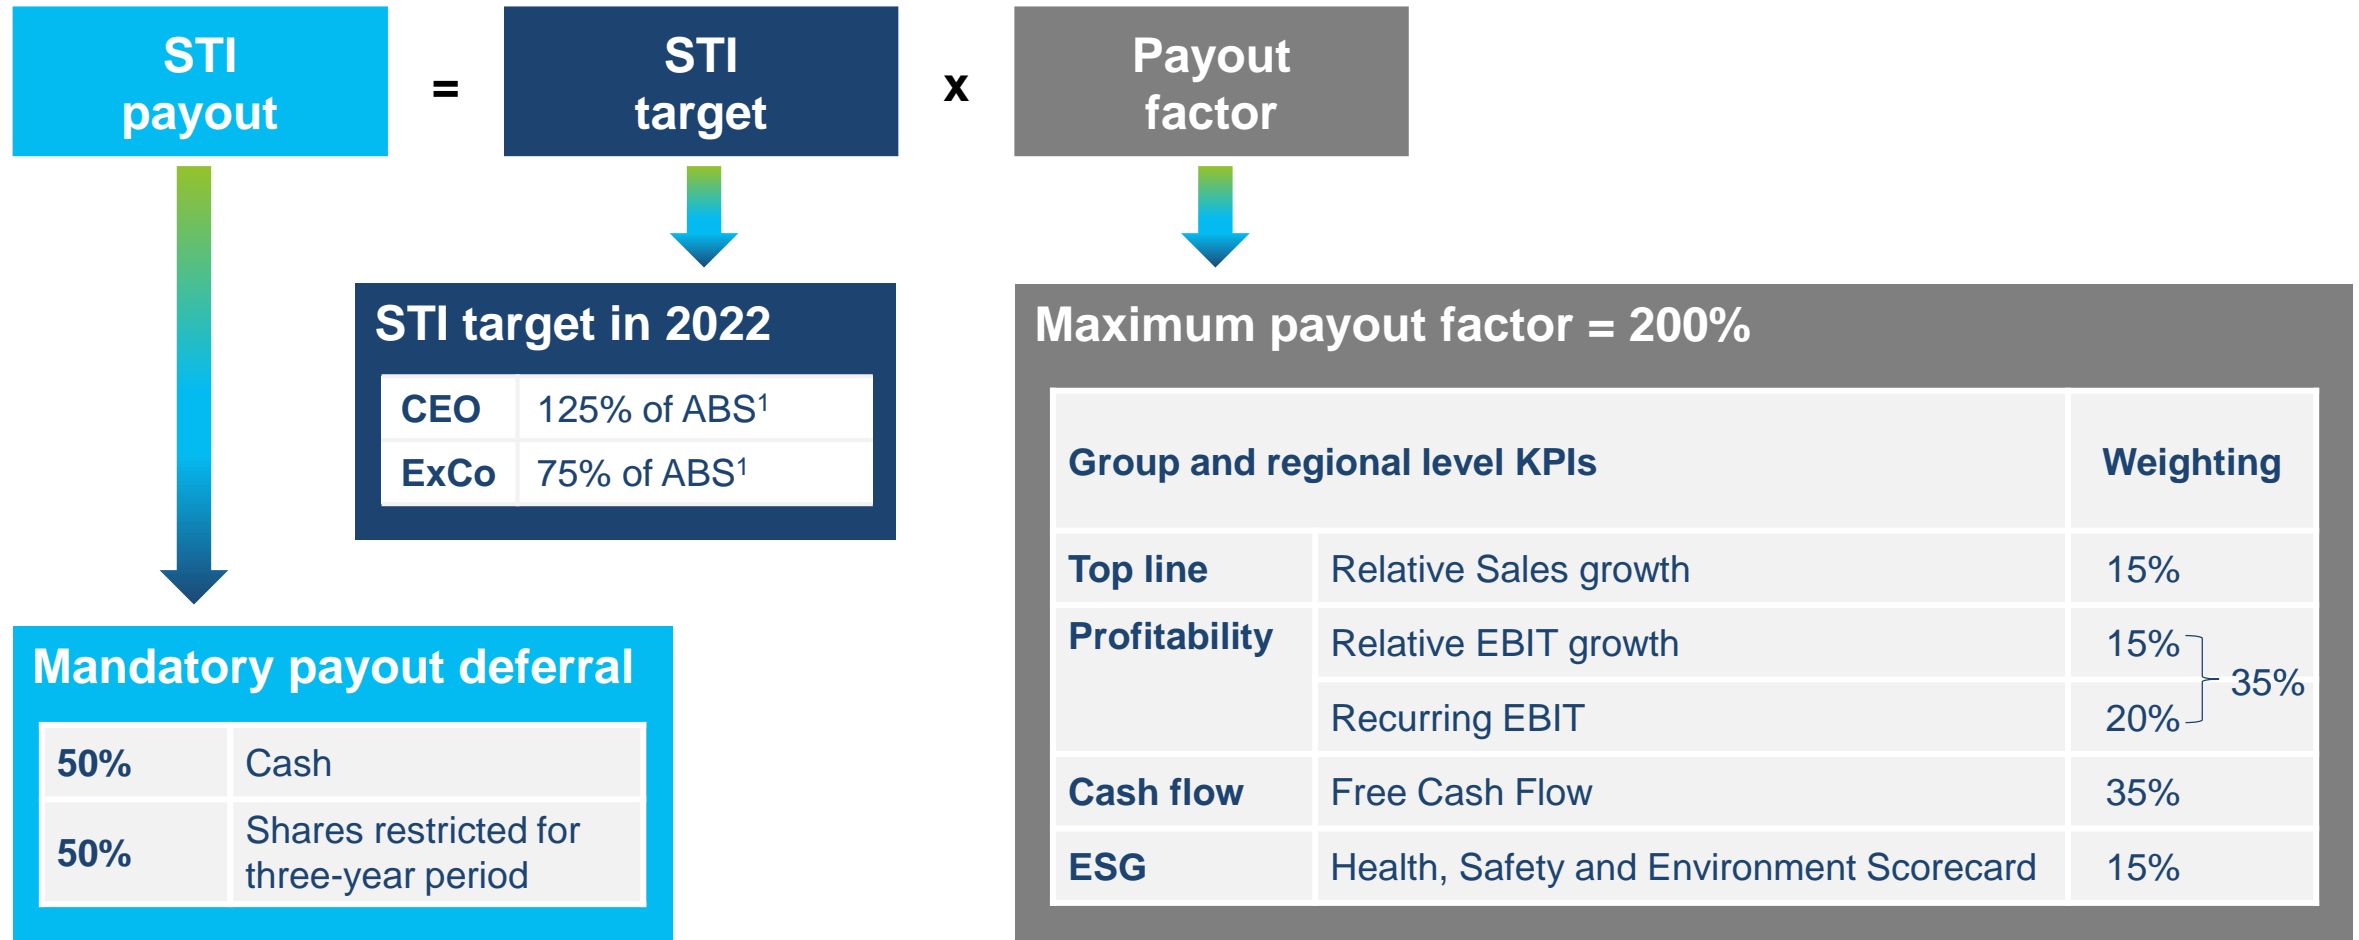 STI
payout
=
STI
target
x
Payout
factor
STI target in 2022
CEO 125% of ABS¹
ExCo 75% of ABS¹
Mandatory payout deferral
50% Cash
50% Shares restricted for
three-year period
Maximum payout factor = 200%
Group and regional level KPIs Weighting
Top line Relative Sales growth 15%
Profitability Relative EBIT growth 15%
35%
Recurring EBIT 20%
Cash flow Free Cash Flow 35%
ESG Health, Safety and Environment Scorecard 15%